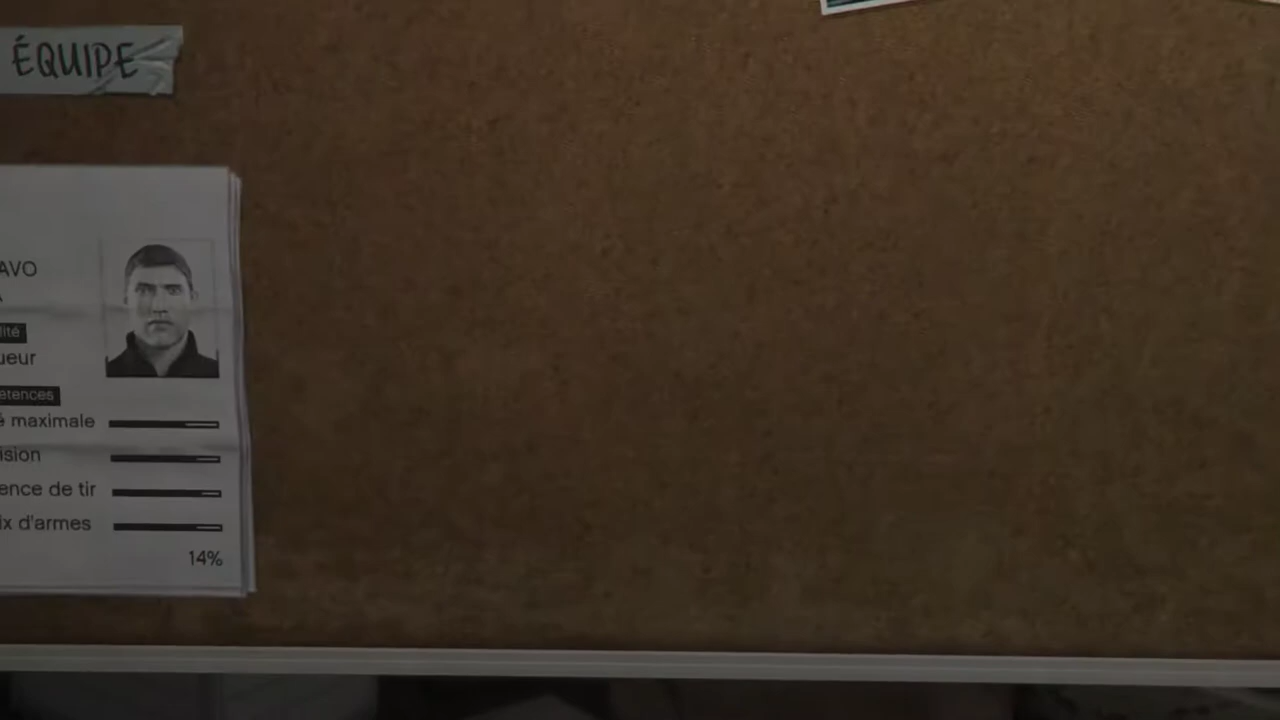 ÉQUIPE
AVO
lité
ueur
étences
é maximale
ision
ence de tir
ix d'armes
14%